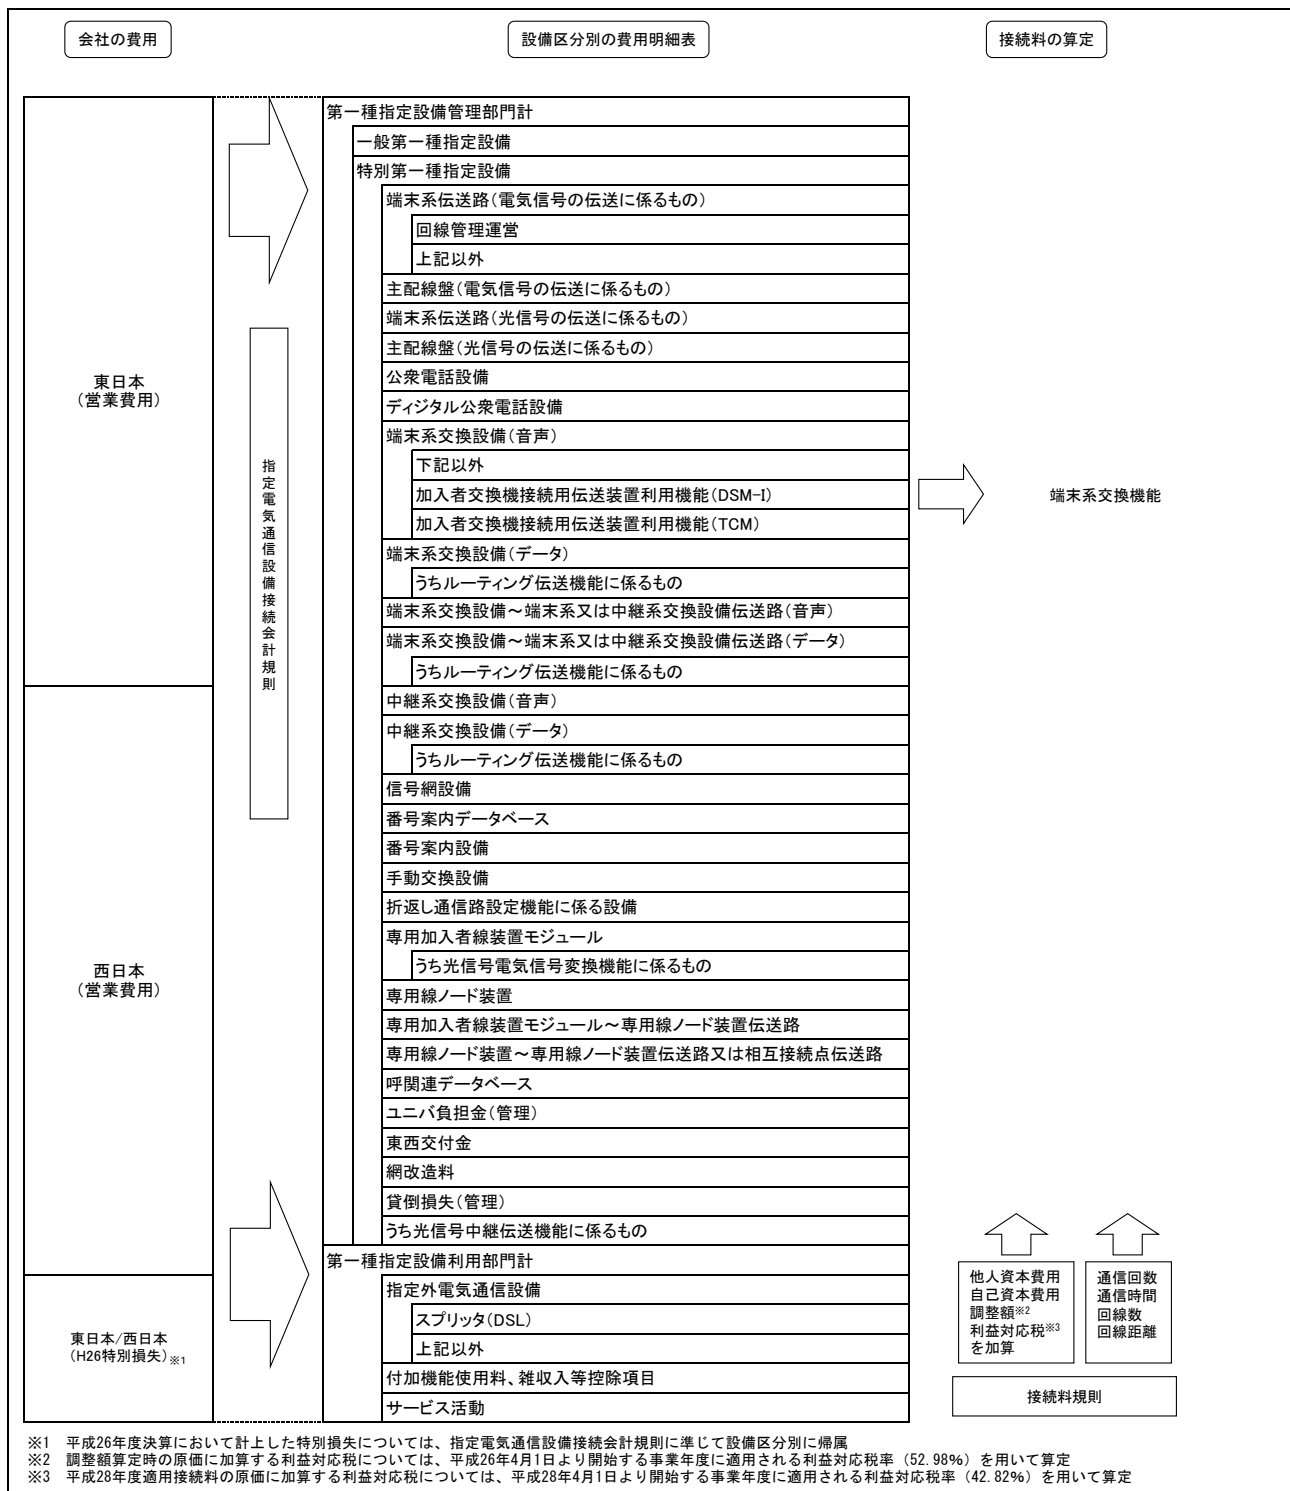 会社の費用
設備区分別の費用明細表
接続料の算定
東日本
（営業費用）
西日本
（営業費用）
東日本/西日本
（H26特別損失）※1
指定電気通信設備接続会計規則
第一種指定設備管理部門計
一般第一種指定設備
特別第一種指定設備
端末系伝送路（電気信号の伝送に係るもの）
回線管理運営
上記以外
主配線盤（電気信号の伝送に係るもの）
端末系伝送路（光信号の伝送に係るもの）
主配線盤（光信号の伝送に係るもの）
公衆電話設備
ディジタル公衆電話設備
端末系交換設備（音声）
下記以外
加入者交換機接続用伝送装置利用機能（DSM-I）
加入者交換機接続用伝送装置利用機能（TCM）
端末系交換設備（データ）
うちルーティング伝送機能に係るもの
端末系交換設備～端末系又は中継系交換設備伝送路（音声）
端末系交換設備～端末系又は中継系交換設備伝送路（データ）
うちルーティング伝送機能に係るもの
中継系交換設備（音声）
中継系交換設備（データ）
うちルーティング伝送機能に係るもの
信号網設備
番号案内データベース
番号案内設備
手動交換設備
折返し通信路設定機能に係る設備
専用加入者線装置モジュール
うち光信号電気信号変換機能に係るもの
専用線ノード装置
専用加入者線装置モジュール～専用線ノード装置伝送路
専用線ノード装置～専用線ノード装置伝送路又は相互接続点伝送路
呼関連データベース
ユニバ負担金（管理）
東西交付金
網改造料
貸倒損失（管理）
うち光信号中継伝送機能に係るもの
第一種指定設備利用部門計
指定外電気通信設備
スプリッタ（DSL）
上記以外
付加機能使用料、雑収入等控除項目
サービス活動
端末系交換機能
他人資本費用
自己資本費用
調整額※2
利益対応税※3
を加算
通信回数
通信時間
回線数
回線距離
接続料規則
※1 平成26年度決算において計上した特別損失については、指定電気通信設備接続会計規則に準じて設備区分別に帰属
※2 調整額算定時の原価に加算する利益対応税については、平成26年4月1日より開始する事業年度に適用される利益対応税率（52.98%）を用いて算定
※3 平成28年度適用接続料の原価に加算する利益対応税については、平成28年4月1日より開始する事業年度に適用される利益対応税率（42.82%）を用いて算定